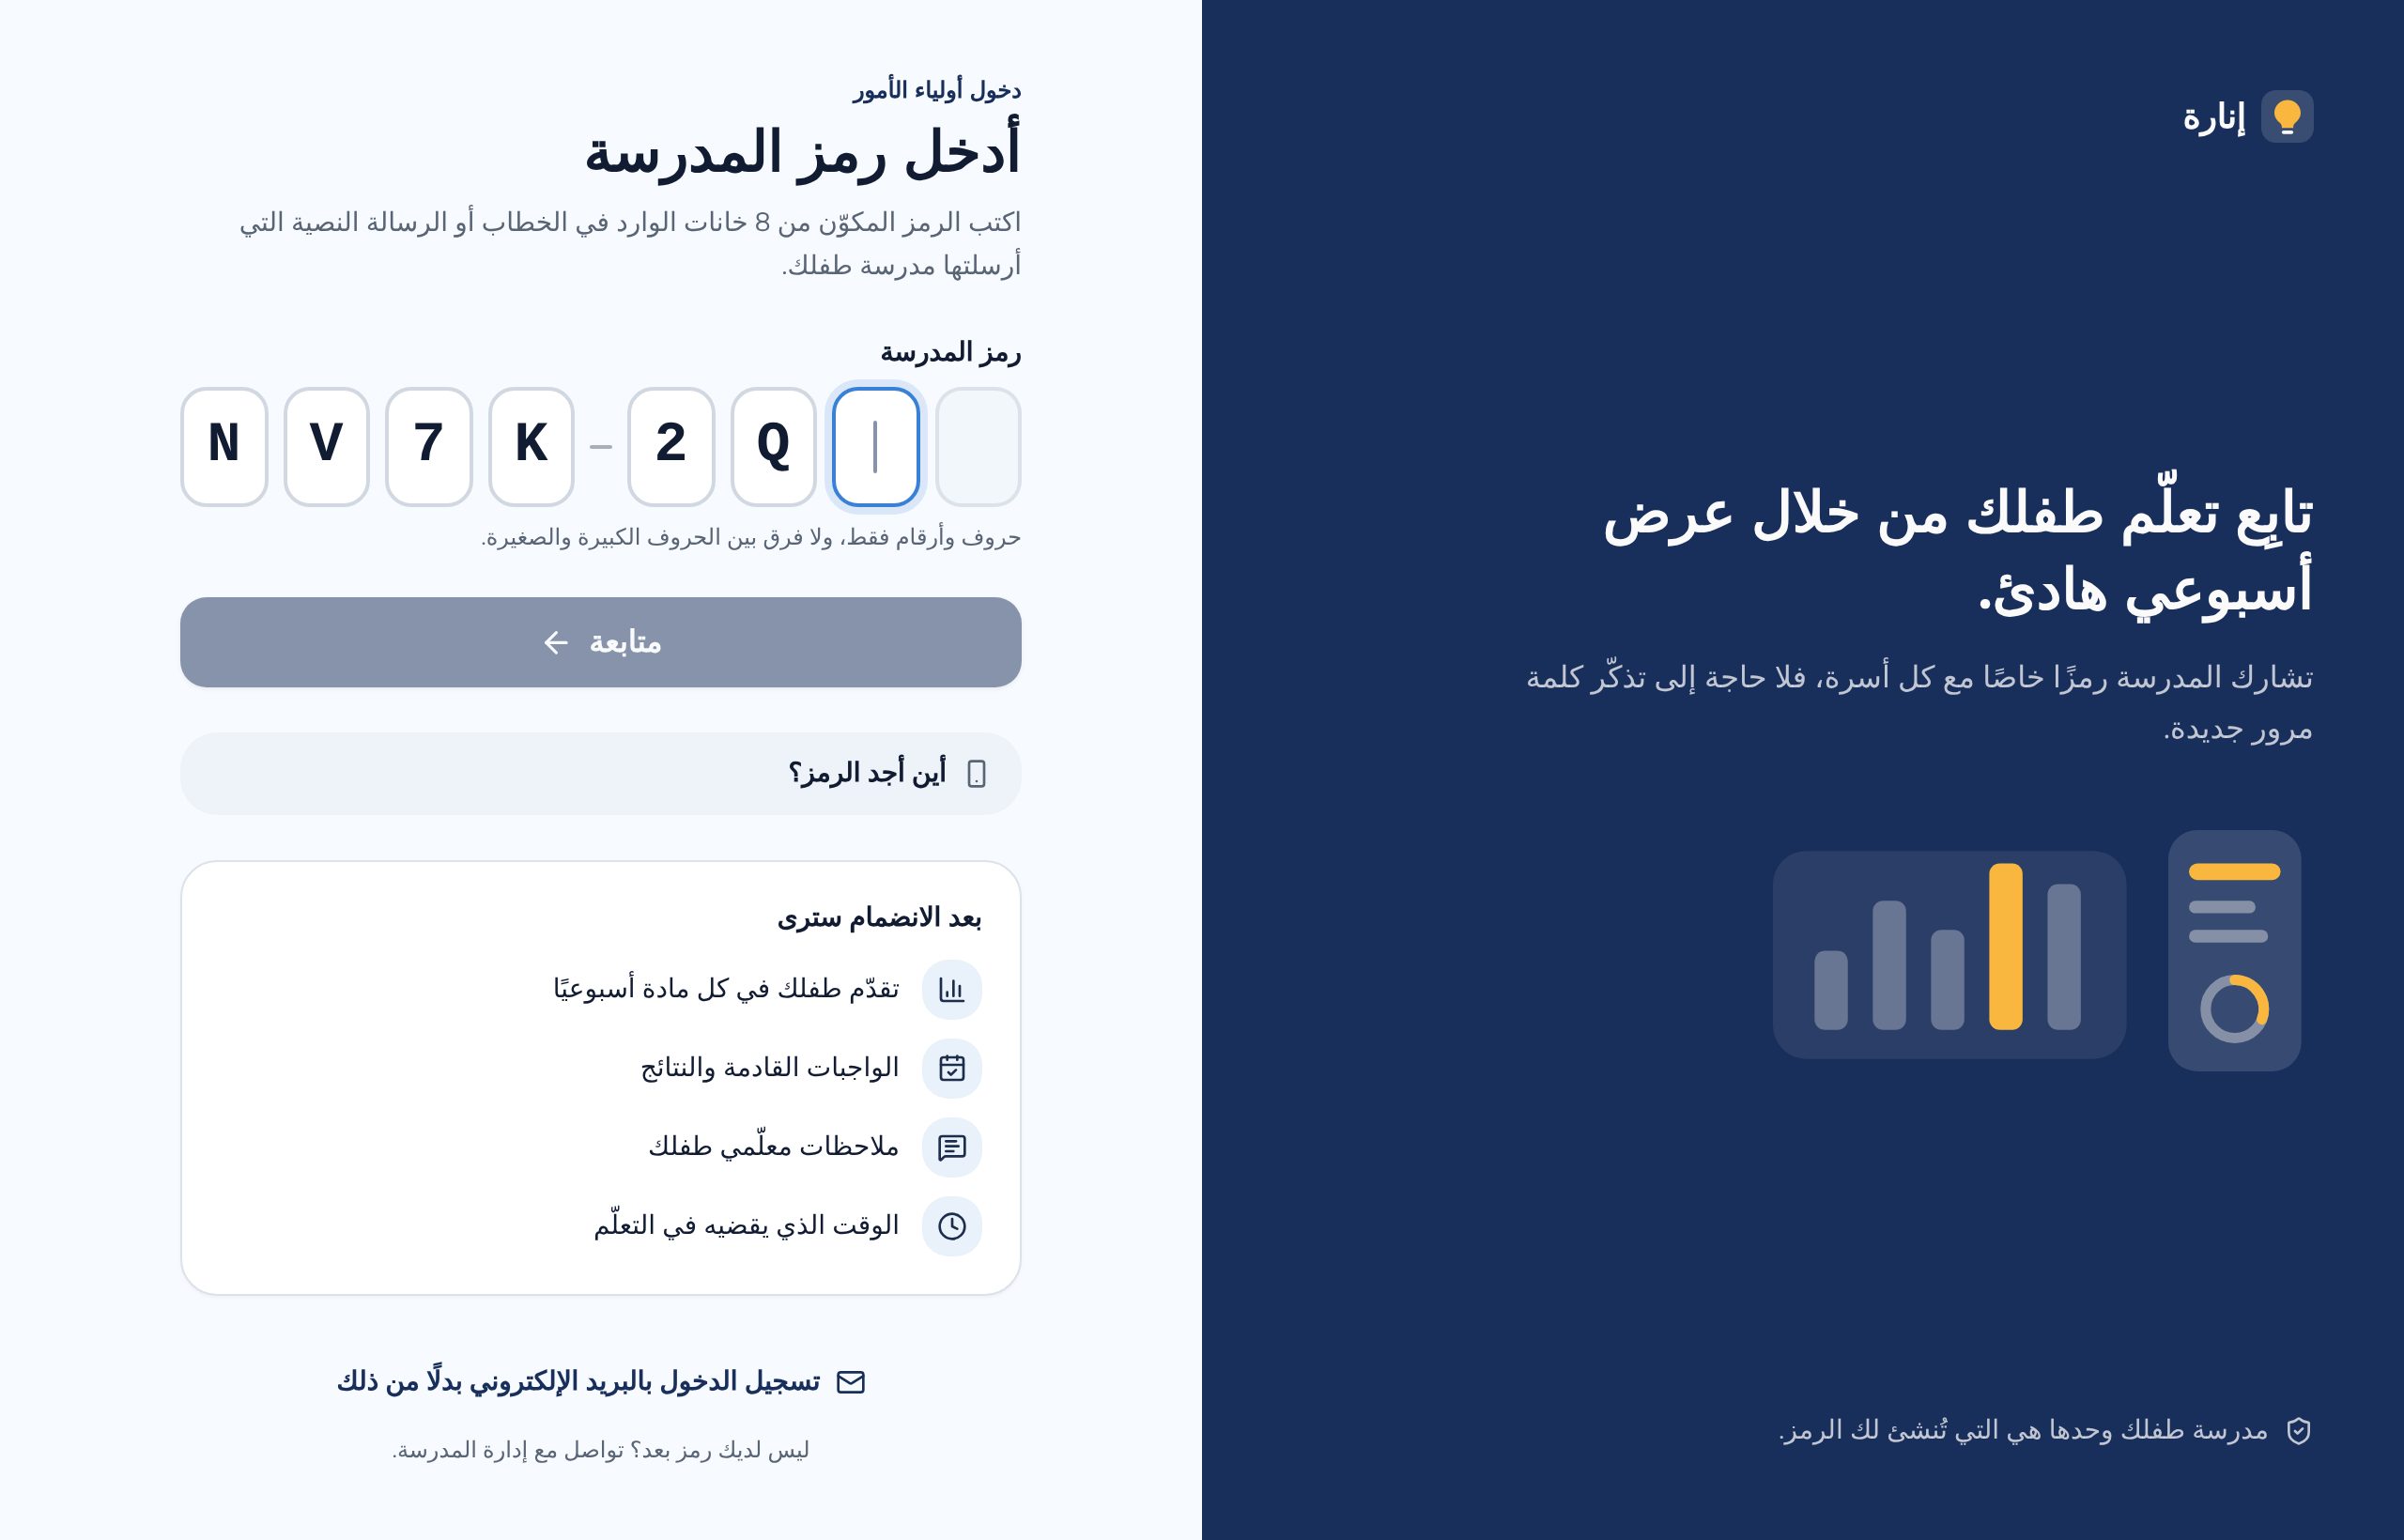 إنارة
تابِع تعلّم طفلك من خلال عرض
أسبوعي هادئ.
تشارك المدرسة رمزًا خاصًا مع كل أسرة، فلا حاجة إلى تذكّر كلمة
مرور جديدة.
مدرسة طفلك وحدها هي التي تُنشئ لك الرمز.
دخول أولياء الأمور
أدخل رمز المدرسة
اكتب الرمز المكوّن من 8 خانات الوارد في الخطاب أو الرسالة النصية التي
أرسلتها مدرسة طفلك.
رمز المدرسة
N V 7 K – 2 Q
حروف وأرقام فقط، ولا فرق بين الحروف الكبيرة والصغيرة.
متابعة
أين أجد الرمز؟
بعد الانضمام سترى
تقدّم طفلك في كل مادة أسبوعيًا
الواجبات القادمة والنتائج
ملاحظات معلّمي طفلك
الوقت الذي يقضيه في التعلّم
تسجيل الدخول بالبريد الإلكتروني بدلًا من ذلك
ليس لديك رمز بعد؟ تواصل مع إدارة المدرسة.